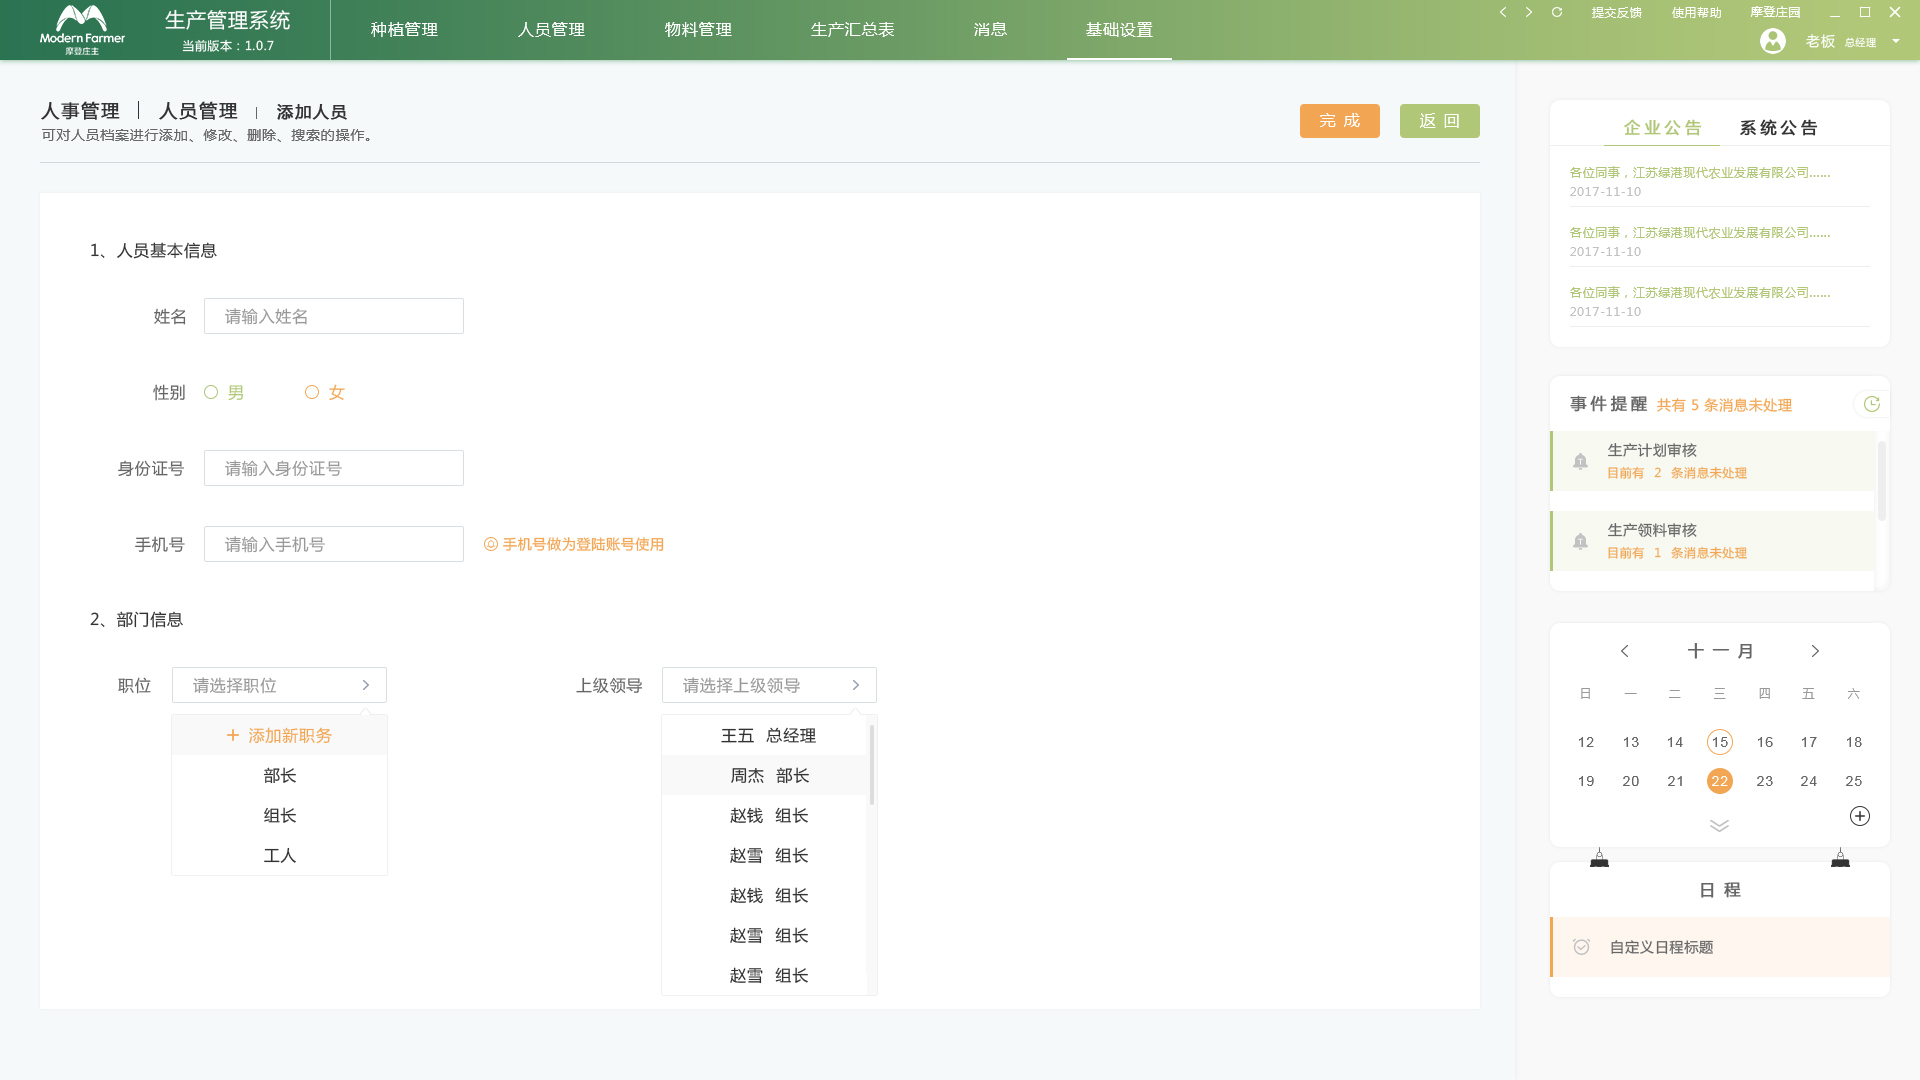 Modern Farmer
摩登庄主
生产管理系统
当前版本：1.0.7
种植管理
人员管理
物料管理
生产汇总表
消息
基础设置
提交反馈
使用帮助
摩登庄园
老板 总经理
人事管理 | 人员管理 | 添加人员
可对人员档案进行添加、修改、删除、搜索的操作。
完成
返回
1、人员基本信息
姓名 请输入姓名
性别 男 女
身份证号 请输入身份证号
手机号 请输入手机号 手机号做为登陆账号使用
2、部门信息
职位 请选择职位
+ 添加新职务
部长
组长
工人
上级领导 请选择上级领导
王五 总经理
周杰 部长
赵钱 组长
赵雪 组长
赵钱 组长
赵雪 组长
赵雪 组长
企业公告 系统公告
各位同事，江苏绿港现代农业发展有限公司......
2017-11-10
各位同事，江苏绿港现代农业发展有限公司......
2017-11-10
各位同事，江苏绿港现代农业发展有限公司......
2017-11-10
事件提醒 共有 5 条消息未处理
生产计划审核
目前有 2 条消息未处理
生产领料审核
目前有 1 条消息未处理
十一月
日 一 二 三 四 五 六
12 13 14 15 16 17 18
19 20 21 22 23 24 25
日程
自定义日程标题